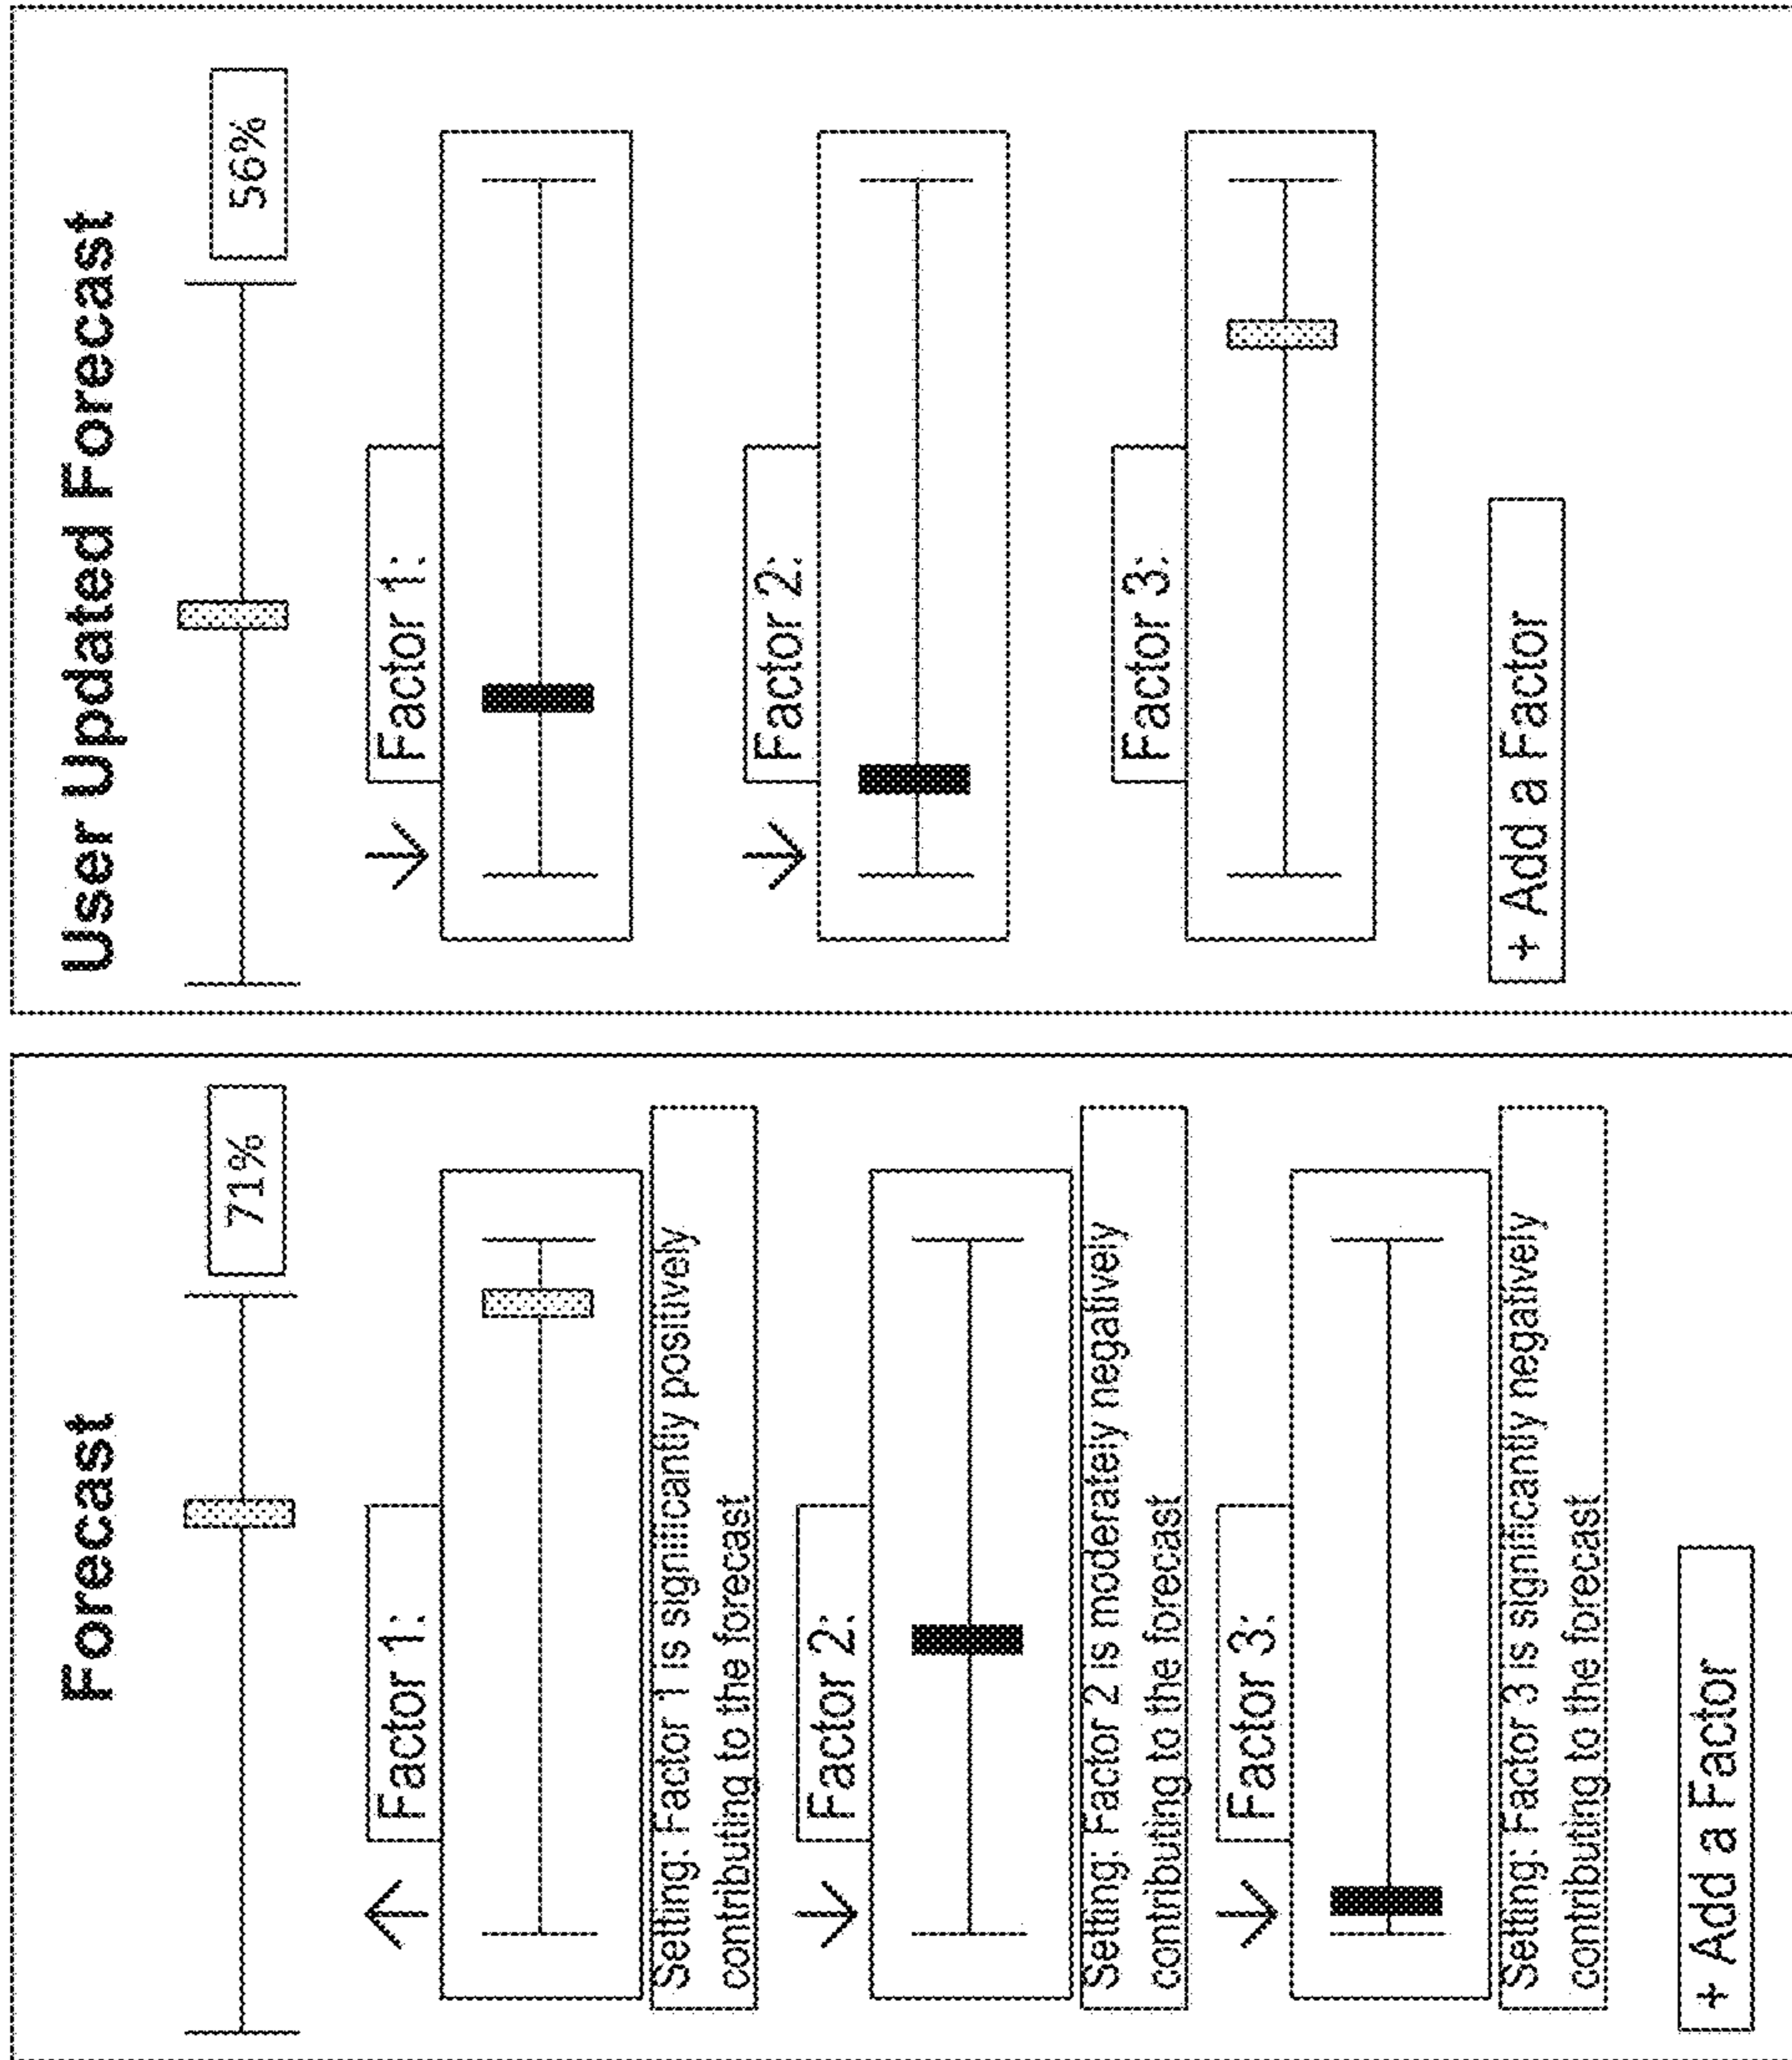 Forecast
71%
Factor 1:
Setting: Factor 1 is significantly positively
contributing to the forecast
Factor 2:
Setting: Factor 2 is moderately negatively
contributing to the forecast
Factor 3:
Setting: Factor 3 is significantly negatively
contributing to the forecast
+ Add a Factor
User Updated Forecast
56%
Factor 1:
Factor 2:
Factor 3:
+ Add a Factor